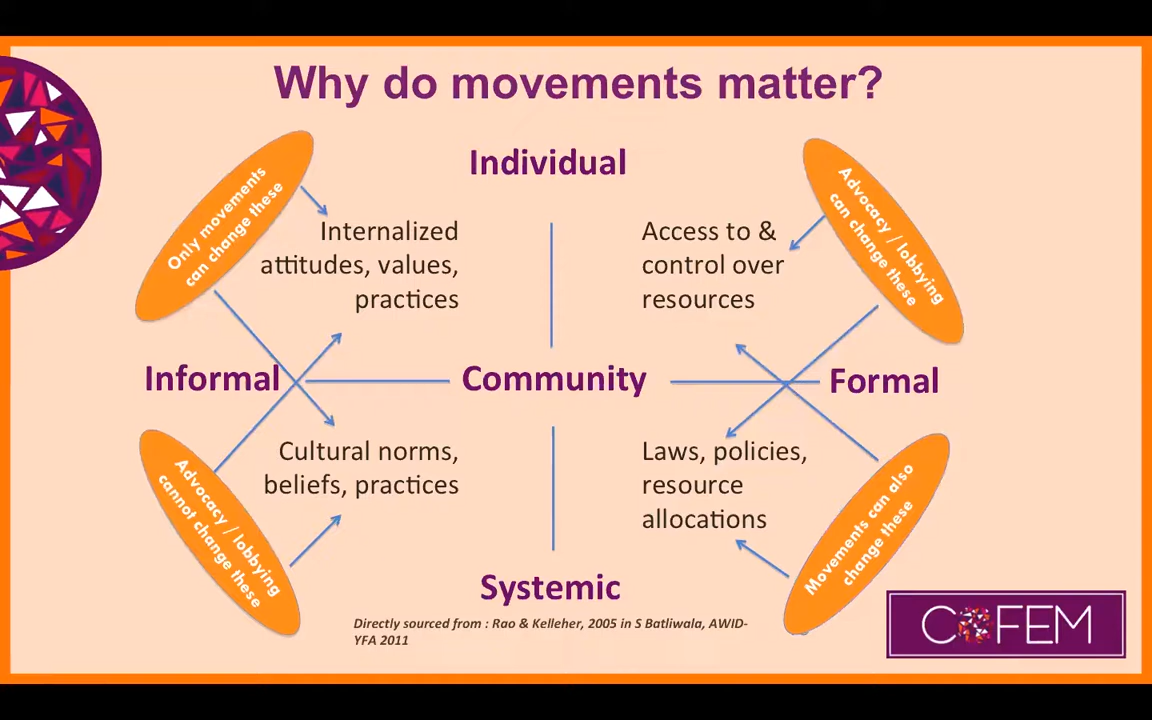 Why do movements matter?
Individual
Only movements
can change these
Advocacy / lobbying
can change these
Internalized
attitudes, values,
practices
Access to &
control over
resources
Informal
Community
Formal
Cultural norms,
beliefs, practices
Laws, policies,
resource
allocations
Advocacy / lobbying
cannot change these
Movements can also
change these
Systemic
Directly sourced from : Rao & Kelleher, 2005 in S Batliwala, AWID-
YFA 2011
COFEM